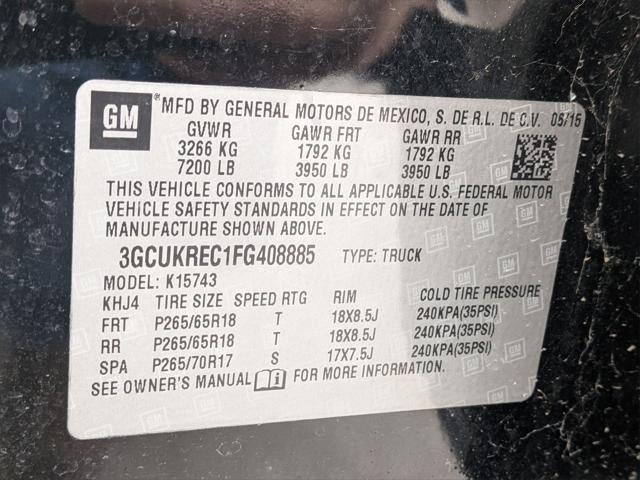 GM ®MFD BY GENERAL MOTORS DE MEXICO, S. DE R.L. DE C.V. 05/15
GVWR GAWR FRT GAWR RR
3266 KG 1792 KG 1792 KG
7200 LB 3950 LB 3950 LB
THIS VEHICLE CONFORMS TO ALL APPLICABLE U.S. FEDERAL MOTOR
VEHICLE SAFETY STANDARDS IN EFFECT ON THE DATE OF
MANUFACTURE SHOWN ABOVE.
3GCUKREC1FG408885 TYPE: TRUCK
MODEL: K15743
KHJ4 TIRE SIZE SPEED RTG RIM COLD TIRE PRESSURE
FRT P265/65R18 T 18X8.5J 240KPA(35PSI)
RR P265/65R18 T 18X8.5J 240KPA(35PSI)
SPA P265/70R17 S 17X7.5J 240KPA(35PSI)
SEE OWNER'S MANUAL FOR MORE INFORMATION.